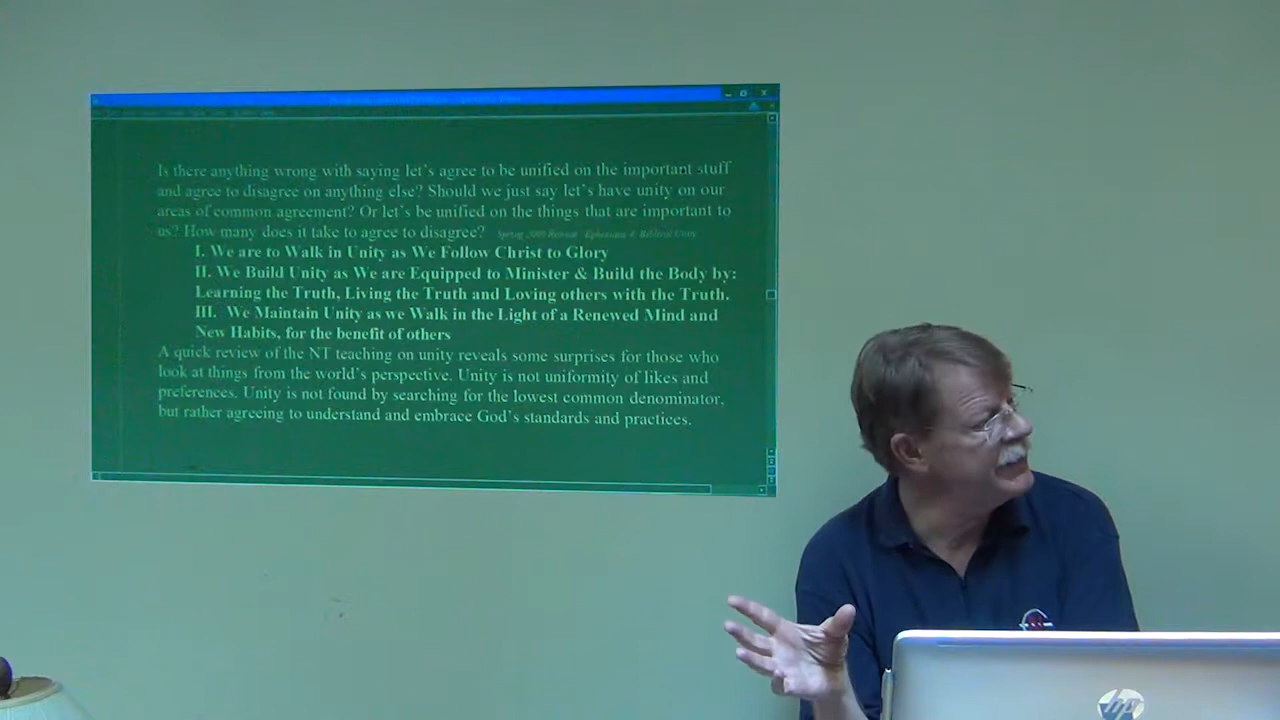 Is there anything wrong with saying let's agree to be unified on the important stuff
and agree to disagree on anything else? Should we just say let's have unity on our
areas of common agreement? Or let's be unified on the things that are important to
us? How many does it take to agree to disagree? Spring 2009 Retreat "Ephesians 4: Biblical Unity
I. We are to Walk in Unity as We Follow Christ to Glory
II. We Build Unity as We are Equipped to Minister & Build the Body by:
Learning the Truth, Living the Truth and Loving others with the Truth.
III. We Maintain Unity as we Walk in the Light of a Renewed Mind and
New Habits, for the benefit of others
A quick review of the NT teaching on unity reveals some surprises for those who
look at things from the world's perspective. Unity is not uniformity of likes and
preferences. Unity is not found by searching for the lowest common denominator,
but rather agreeing to understand and embrace God's standards and practices.
hp